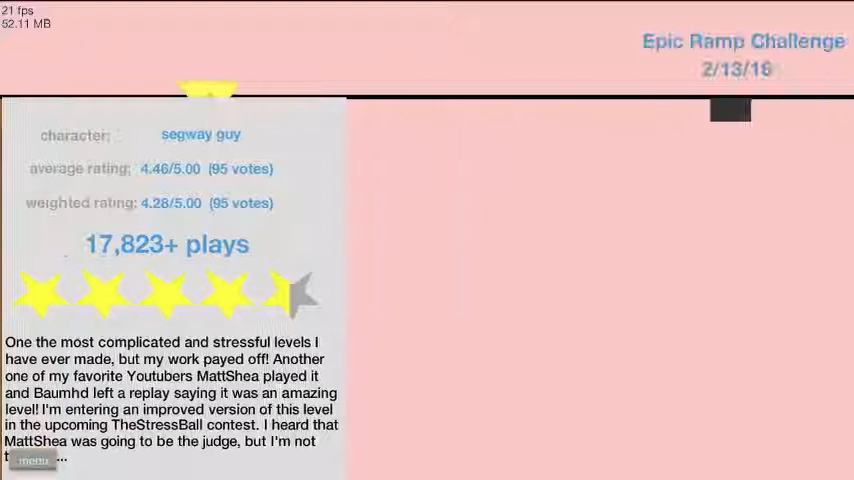 21 fps
52.11 MB
Epic Ramp Challenge
2/13/16
character: segway guy
average rating: 4.46/5.00 (95 votes)
weighted rating: 4.28/5.00 (95 votes)
17,823+ plays
One the most complicated and stressful levels I
have ever made, but my work payed off! Another
one of my favorite Youtubers MattShea played it
and Baumhd left a replay saying it was an amazing
level! I'm entering an improved version of this level
in the upcoming TheStressBall contest. I heard that
MattShea was going to be the judge, but I'm not
...
menu